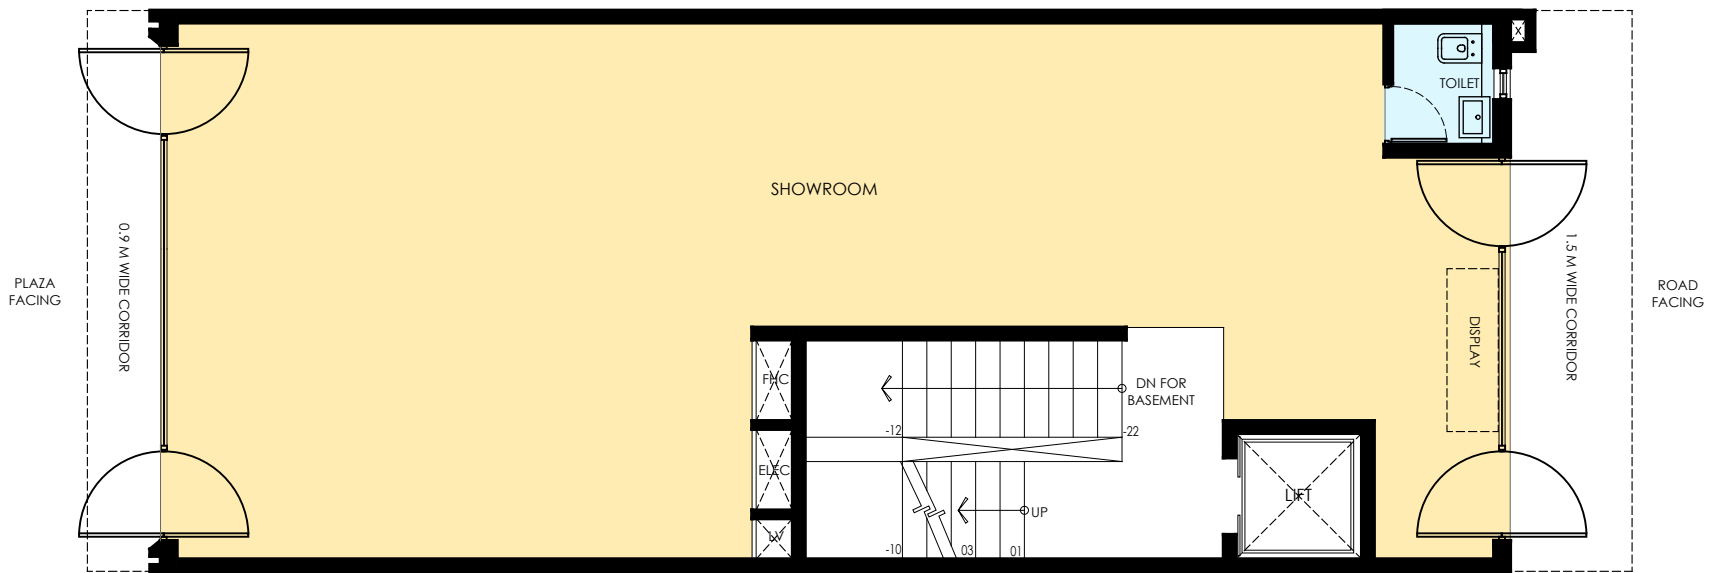 X
TOILET
SHOWROOM
0.9 M WIDE CORRIDOR
1.5 M WIDE CORRIDOR
PLAZA
FACING
ROAD
FACING
DISPLAY
FHC
DN FOR
BASEMENT
-12
-22
ELEC
LIFT
UP
LV
-10
03
01